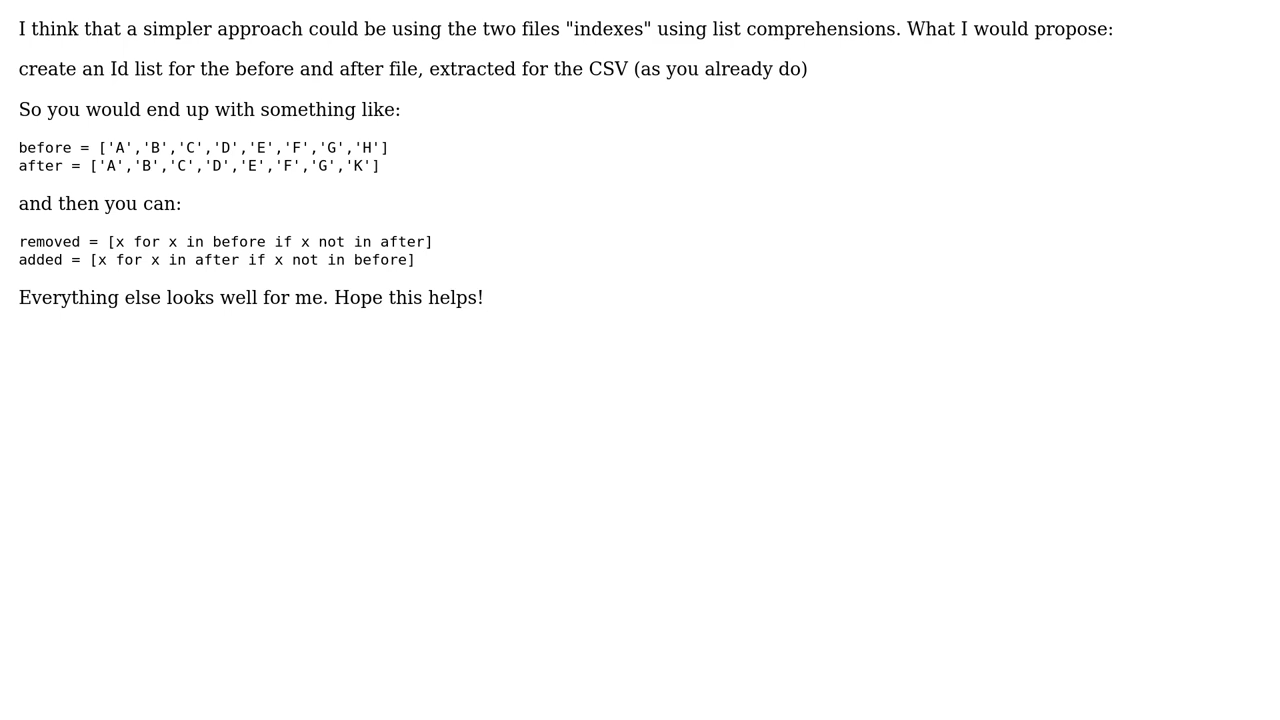 I think that a simpler approach could be using the two files "indexes" using list comprehensions. What I would propose:
create an Id list for the before and after file, extracted for the CSV (as you already do)
So you would end up with something like:
before = ['A','B','C','D','E','F','G','H']
after = ['A','B','C','D','E','F','G','K']
and then you can:
removed = [x for x in before if x not in after]
added = [x for x in after if x not in before]
Everything else looks well for me. Hope this helps!